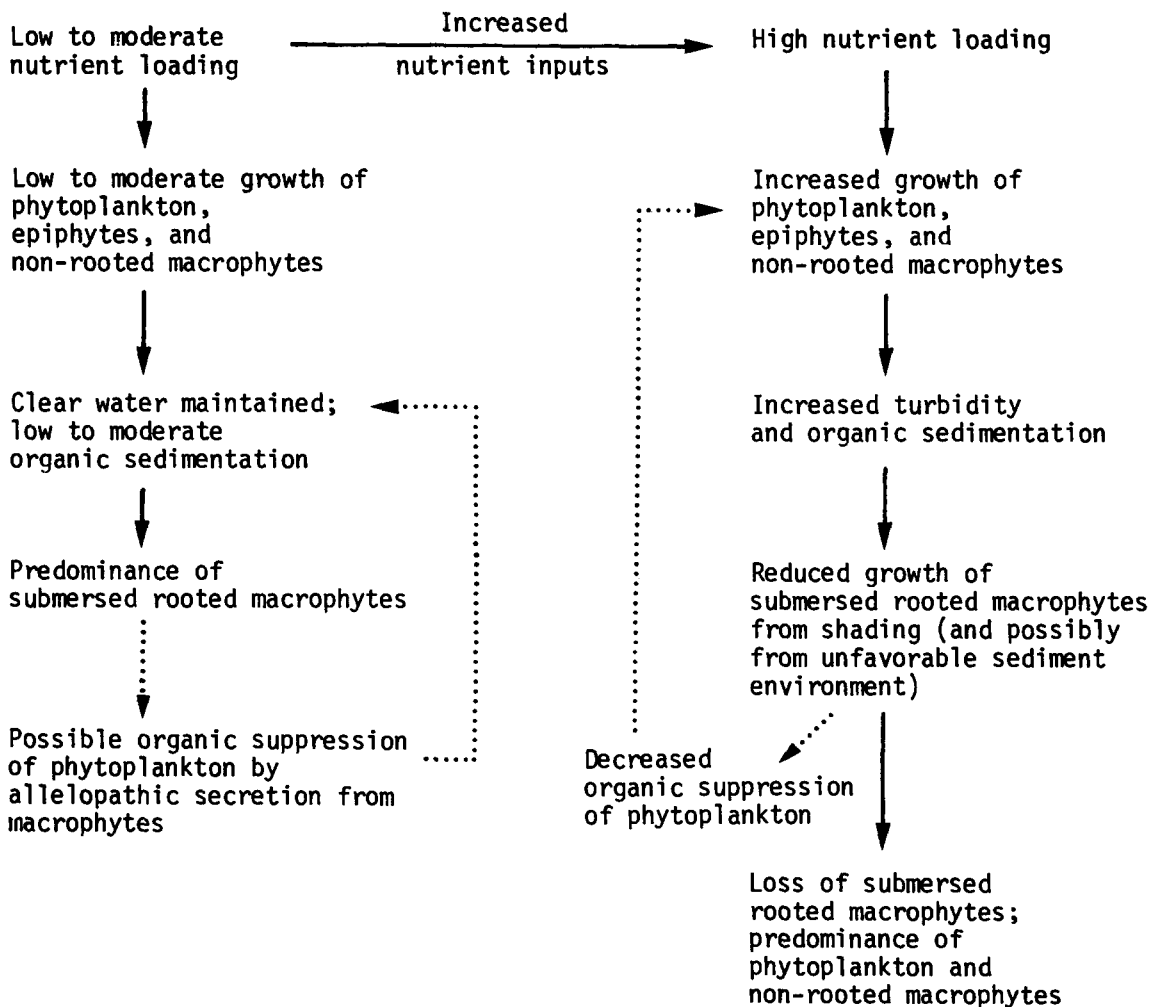 Low to moderate
nutrient loading
Increased
nutrient inputs
High nutrient loading
Low to moderate growth of
phytoplankton,
epiphytes, and
non-rooted macrophytes
Increased growth of
phytoplankton,
epiphytes, and
non-rooted macrophytes
Clear water maintained;
low to moderate
organic sedimentation
Increased turbidity
and organic sedimentation
Predominance of
submersed rooted macrophytes
Reduced growth of
submersed rooted macrophytes
from shading (and possibly
from unfavorable sediment
environment)
Possible organic suppression
of phytoplankton by
allelopathic secretion from
macrophytes
Decreased
organic suppression
of phytoplankton
Loss of submersed
rooted macrophytes;
predominance of
phytoplankton and
non-rooted macrophytes